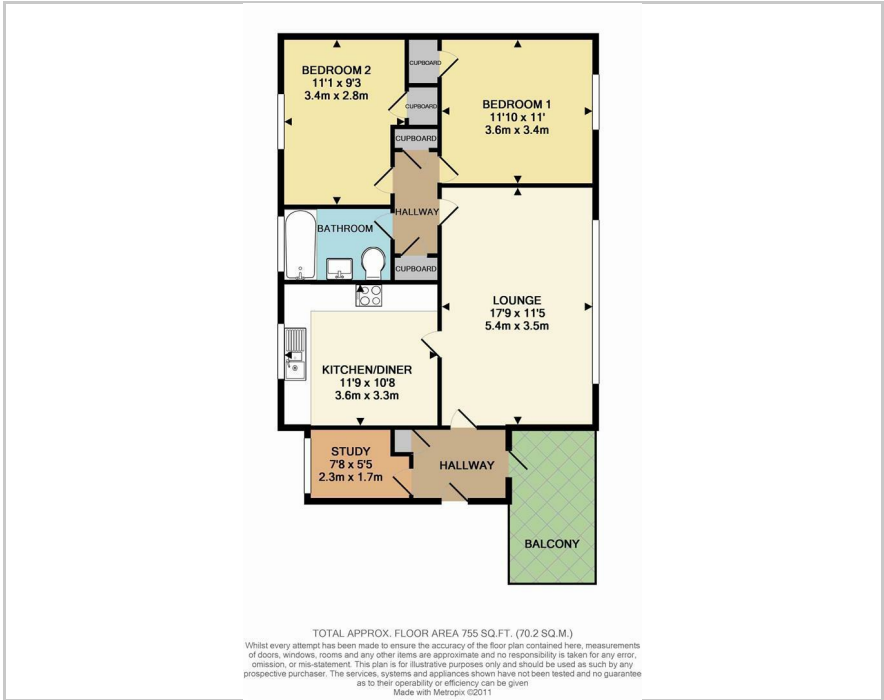 BEDROOM 2
11'1 x 9'3
3.4m x 2.8m
CUPBOARD
BEDROOM 1
11'10 x 11'
3.6m x 3.4m
CUPBOARD
CUPBOARD
HALLWAY
BATHROOM
CUPBOARD
LOUNGE
17'9 x 11'5
5.4m x 3.5m
KITCHEN/DINER
11'9 x 10'8
3.6m x 3.3m
STUDY
7'8 x 5'5
2.3m x 1.7m
HALLWAY
BALCONY
TOTAL APPROX. FLOOR AREA 755 SQ.FT. (70.2 SQ.M.)
Whilst every attempt has been made to ensure the accuracy of the floor plan contained here, measurements
of doors, windows, rooms and any other items are approximate and no responsibility is taken for any error,
omission, or mis-statement. This plan is for illustrative purposes only and should be used as such by any
prospective purchaser. The services, systems and appliances shown have not been tested and no guarantee
as to their operability or efficiency can be given
Made with Metropix ©2011